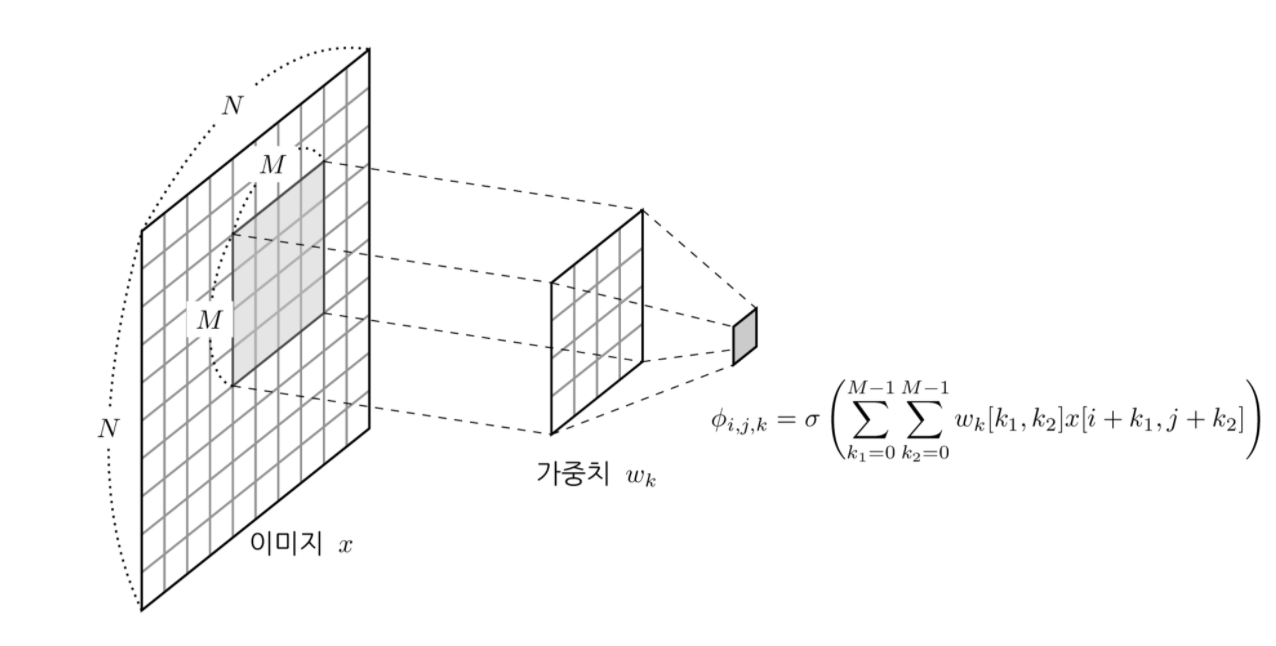 N
M
M
N
$\phi_{i,j,k} = \sigma\left(\sum_{k_1=0}^{M-1}\sum_{k_2=0}^{M-1} w_k[k_1, k_2]x[i + k_1, j + k_2]\right)$
가중치 $w_k$
이미지 $x$